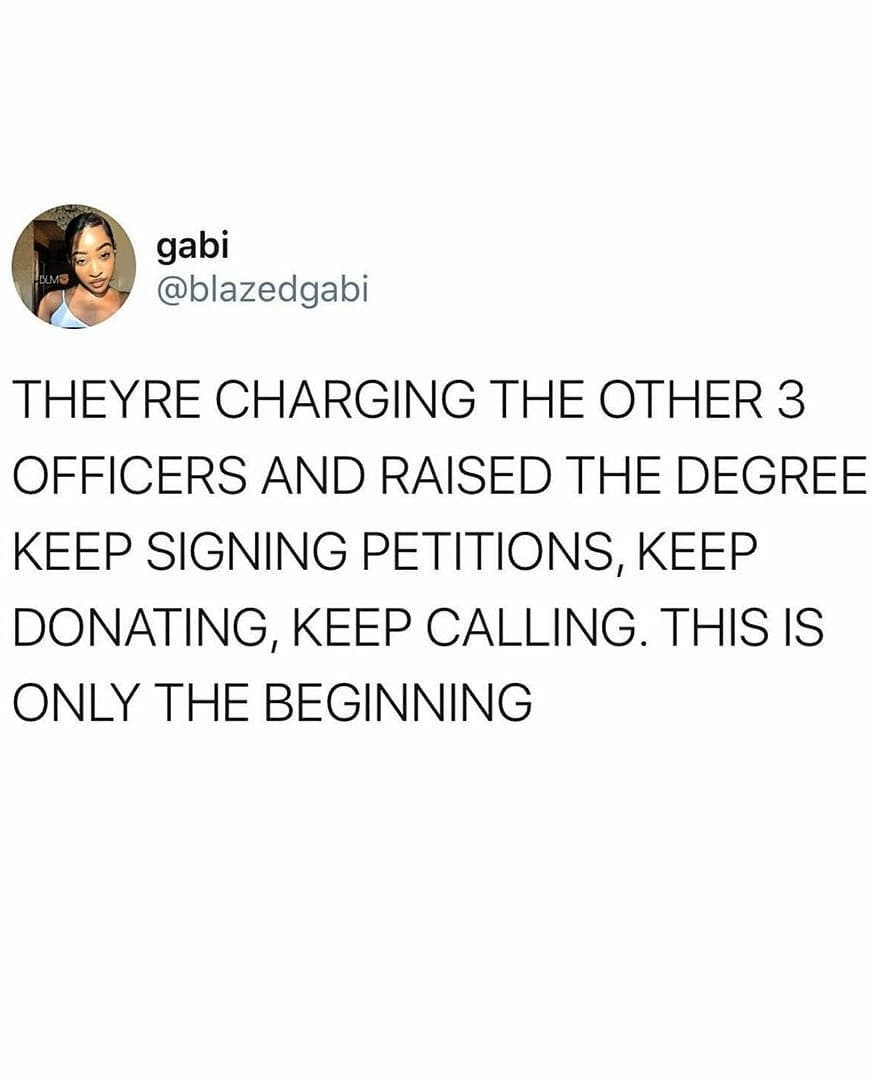 gabi
@blazedgabi
BLM
THEYRE CHARGING THE OTHER 3
OFFICERS AND RAISED THE DEGREE
KEEP SIGNING PETITIONS, KEEP
DONATING, KEEP CALLING. THIS IS
ONLY THE BEGINNING